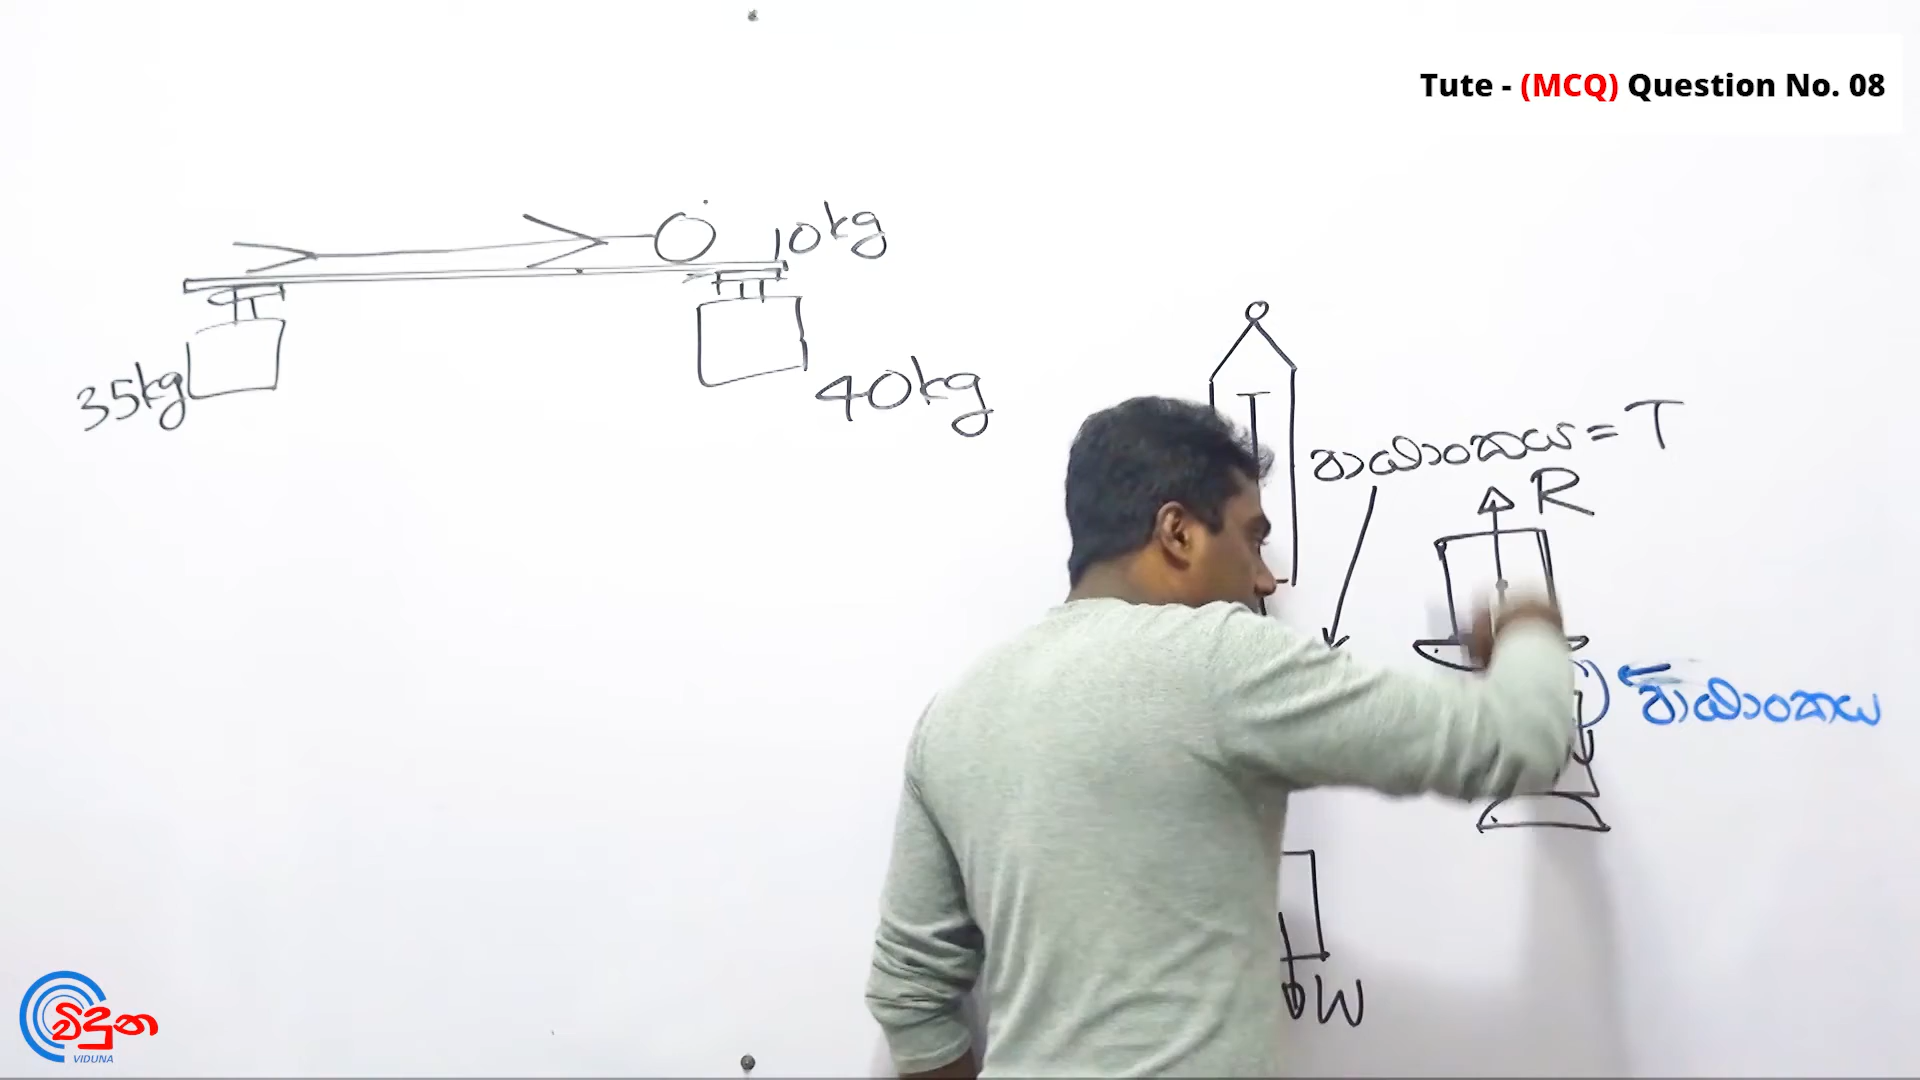 Tute - (MCQ) Question No. 08
10kg
35kg
40kg
T
පාඨාංකය = T
R
පාඨාංකය
W
විදුන
VIDUNA